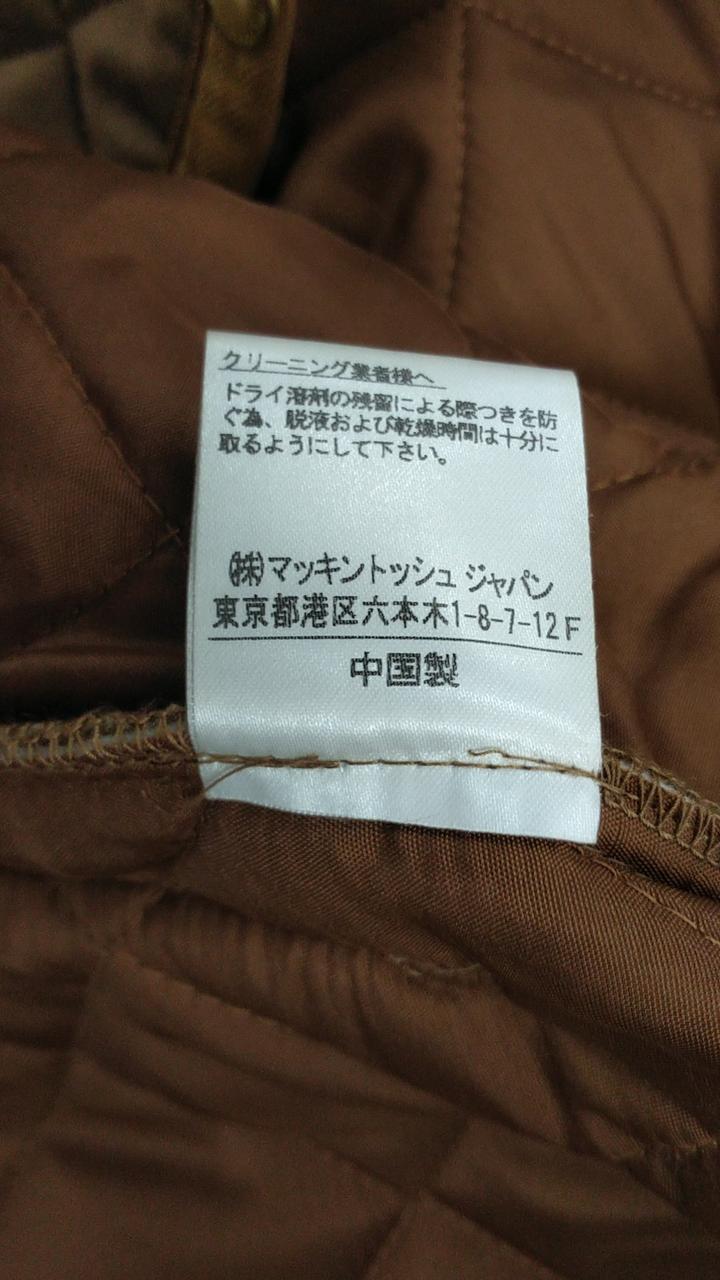 クリーニング業者様へ
ドライ溶剤の残留による際つきを防
ぐ為、脱液および乾燥時間は十分に
取るようにして下さい。
㈱マッキントッシュ ジャパン
東京都港区六本木1-8-7-12F
中国製